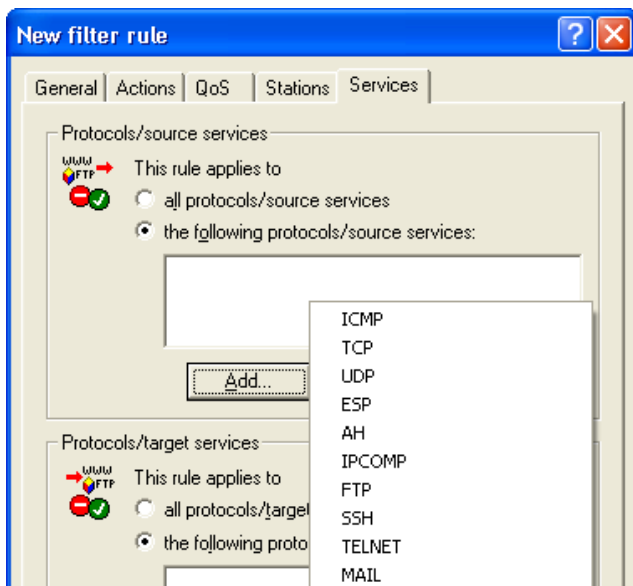 New filter rule
General Actions QoS Stations Services
Protocols/source services
WWW
FTP
This rule applies to
all protocols/source services
the following protocols/source services:
Add...
ICMP
TCP
UDP
ESP
AH
IPCOMP
FTP
SSH
TELNET
MAIL
Protocols/target services
WWW
FTP
This rule applies to
all protocols/target
the following proto